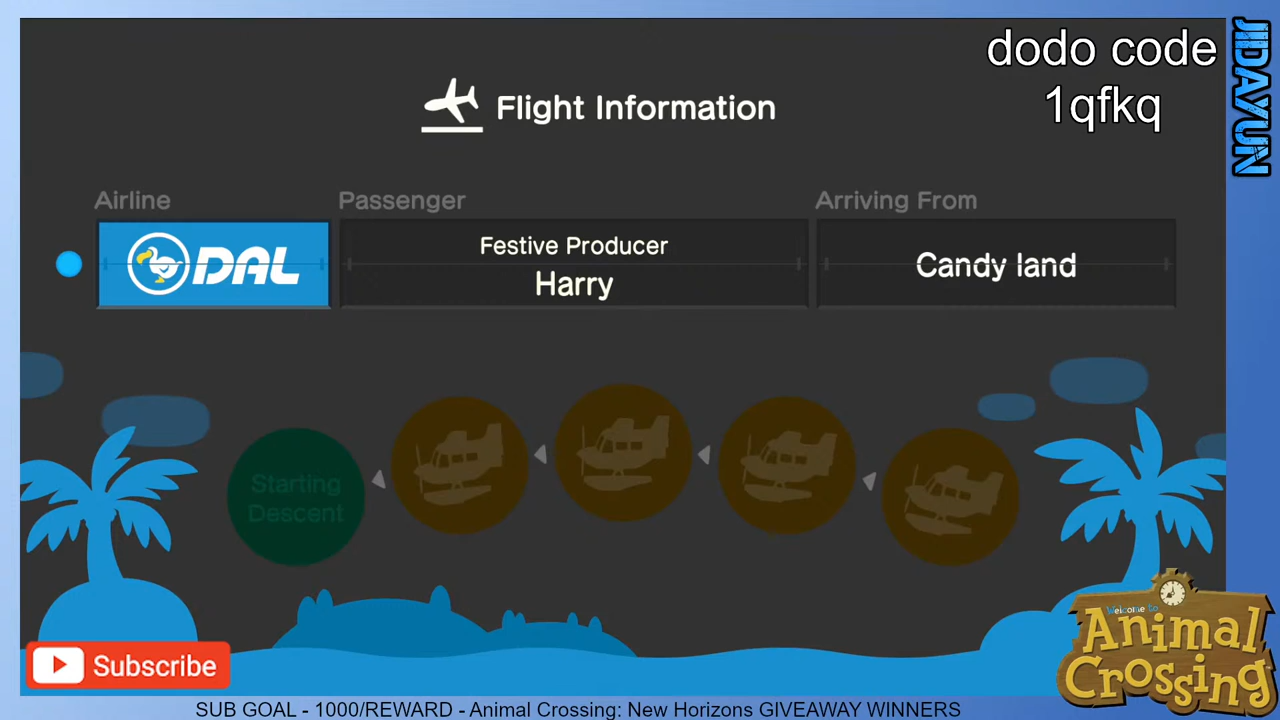 dodo code
1qfkq
JIDAVUN
Flight Information
Airline
Passenger
Arriving From
DAL
Festive Producer
Harry
Candy land
Starting
Descent
Welcome to
Animal
Crossing
Subscribe
SUB GOAL - 1000/REWARD - Animal Crossing: New Horizons GIVEAWAY WINNERS